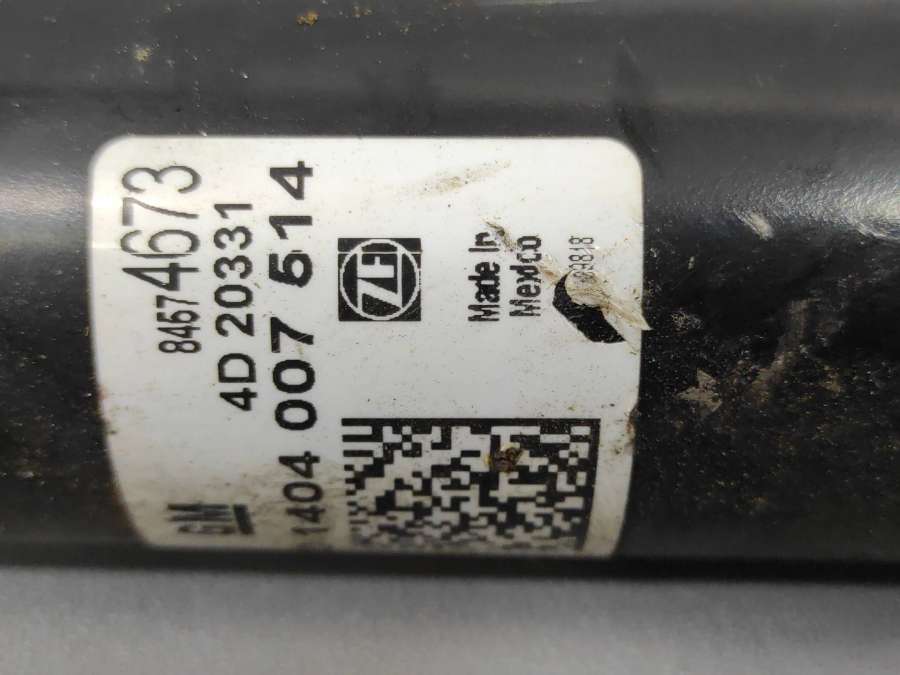 84574673
4D 20331
1404 007 514
GM
ZF
Made In
Mexico